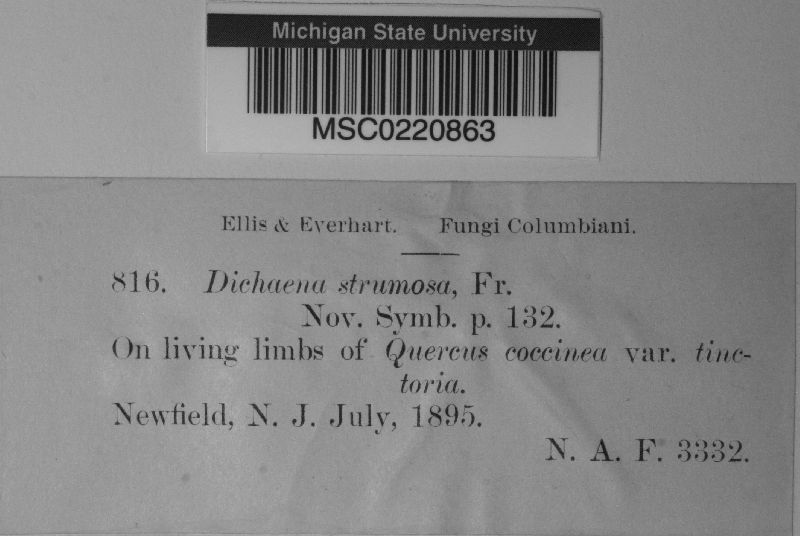 Michigan State University
MSC0220863
Ellis & Everhart. Fungi Columbiani.
816. Dichaena strumosa, Fr.
Nov. Symb. p. 132.
On living limbs of Quercus coccinea var. tinc-
toria.
Newfield, N. J. July, 1895.
N. A. F. 3332.